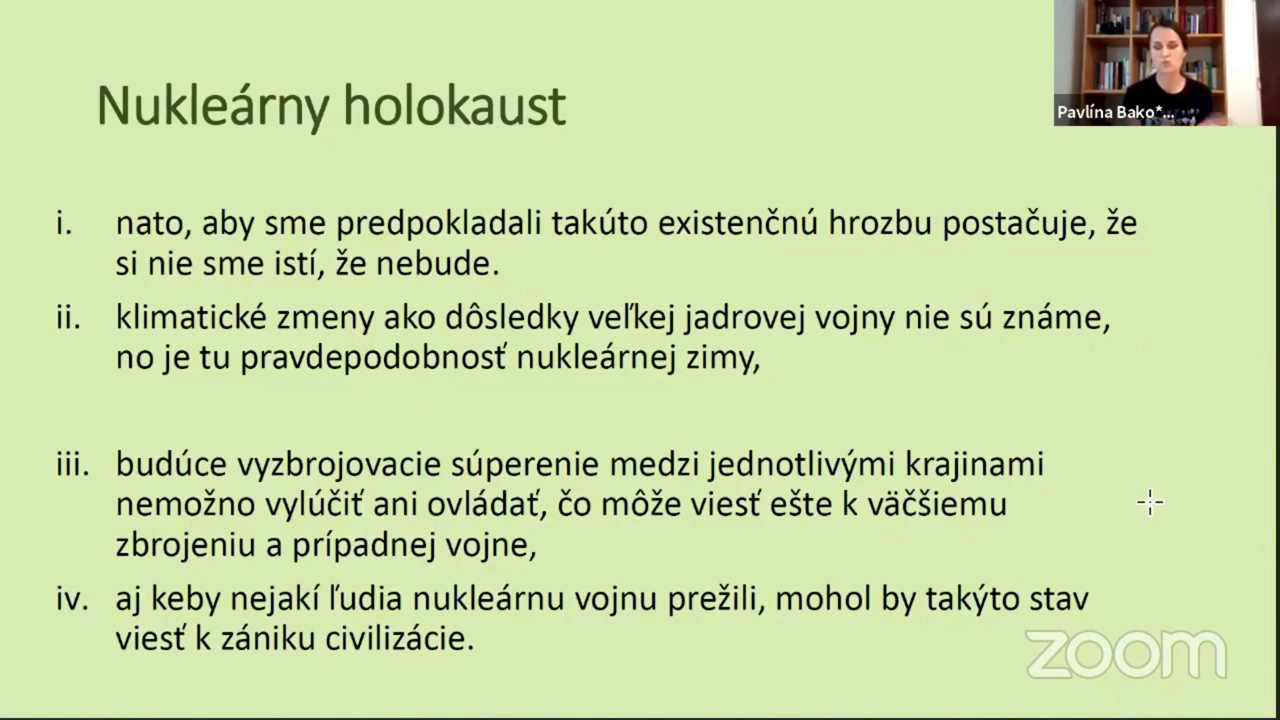 Nukleárny holokaust
Pavlína Bako*...
i. nato, aby sme predpokladali takúto existenčnú hrozbu postačuje, že
si nie sme istí, že nebude.
ii. klimatické zmeny ako dôsledky veľkej jadrovej vojny nie sú známe,
no je tu pravdepodobnosť nukleárnej zimy,
iii. budúce vyzbrojovacie súperenie medzi jednotlivými krajinami
nemožno vylúčiť ani ovládať, čo môže viesť ešte k väčšiemu
zbrojeniu a prípadnej vojne,
iv. aj keby nejakí ľudia nukleárnu vojnu prežili, mohol by takýto stav
viesť k zániku civilizácie.
zoom